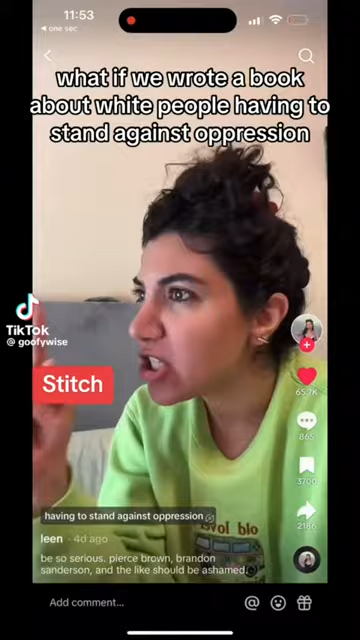 11:53
one sec
what if we wrote a book
about white people having to
stand against oppression
TikTok
@ goofywise
Stitch
65.7K
865
3700
2186
having to stand against oppression
leen · 4d ago
be so serious. pierce brown, brandon
sanderson, and the like should be ashamed.
Add comment...